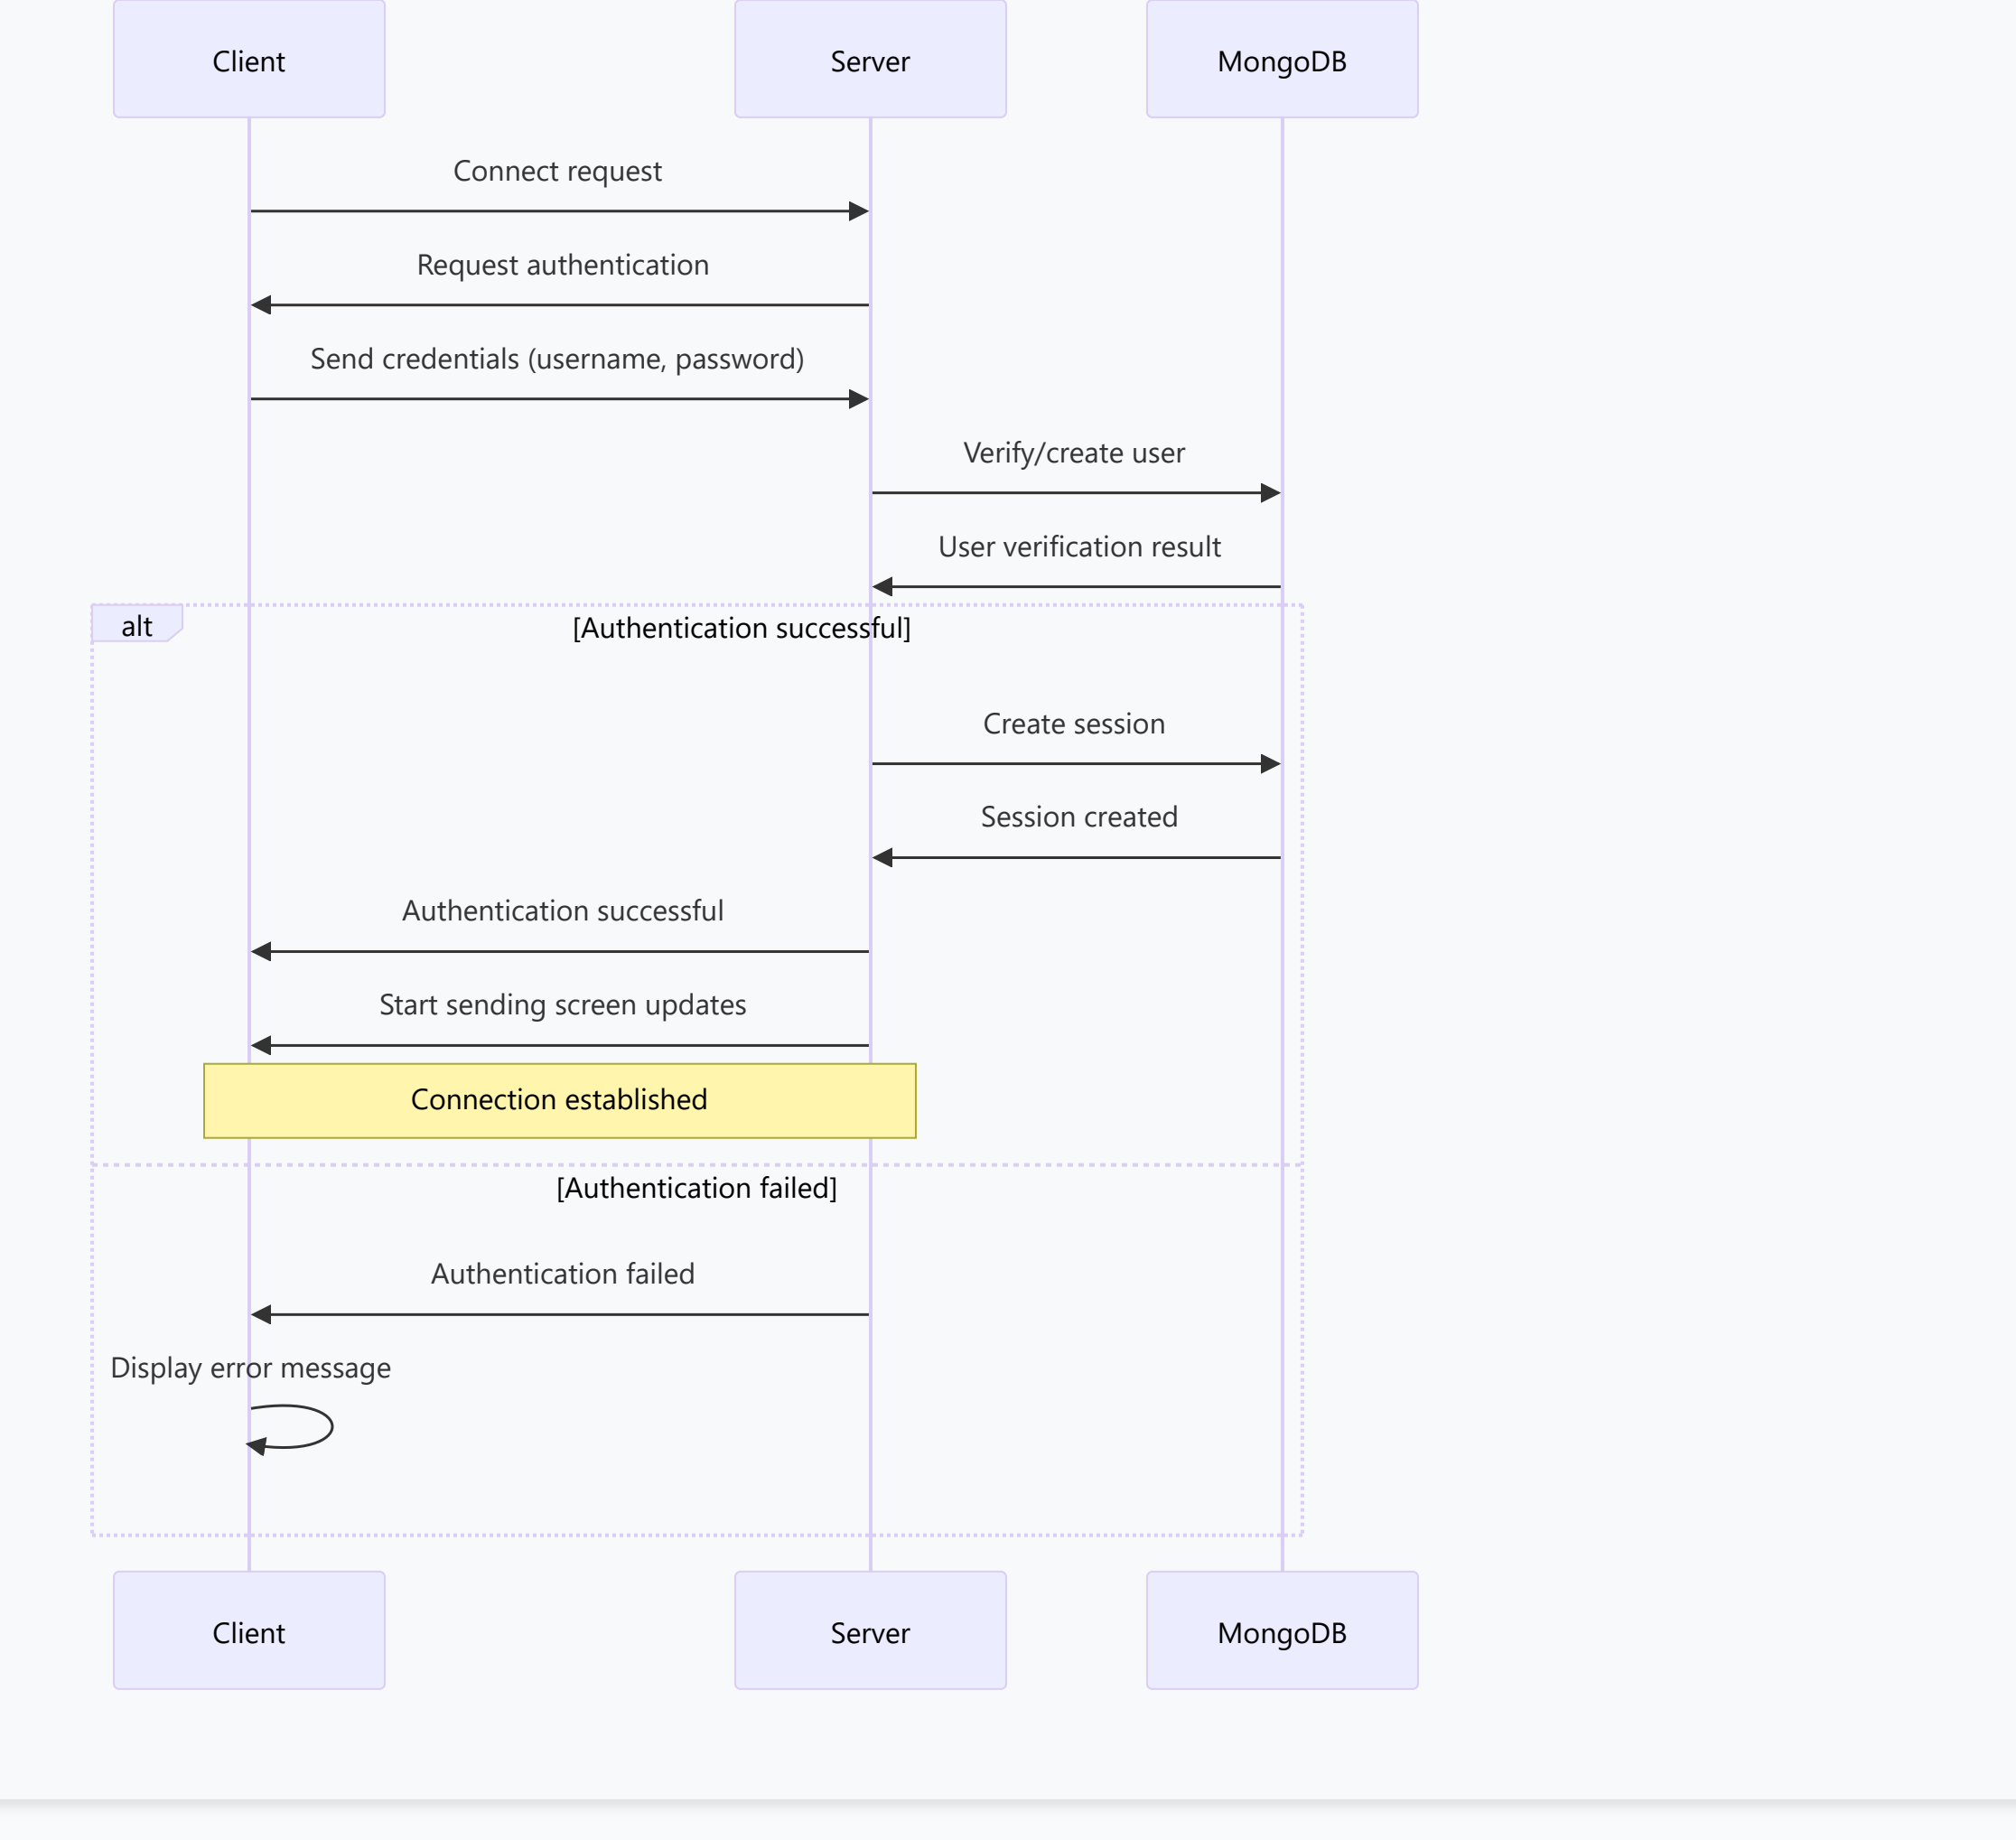 Client
Server
MongoDB
Connect request
Request authentication
Send credentials (username, password)
Verify/create user
User verification result
alt
[Authentication successful]
Create session
Session created
Authentication successful
Start sending screen updates
Connection established
[Authentication failed]
Authentication failed
Display error message
Client
Server
MongoDB